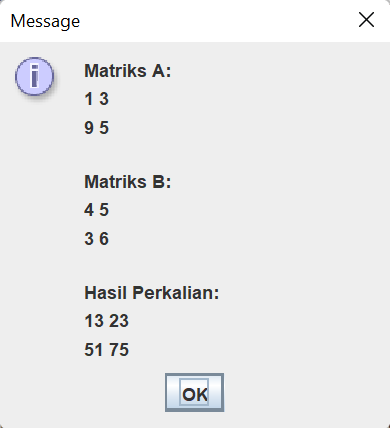 Message
Matriks A:
1 3
9 5
Matriks B:
4 5
3 6
Hasil Perkalian:
13 23
51 75
OK